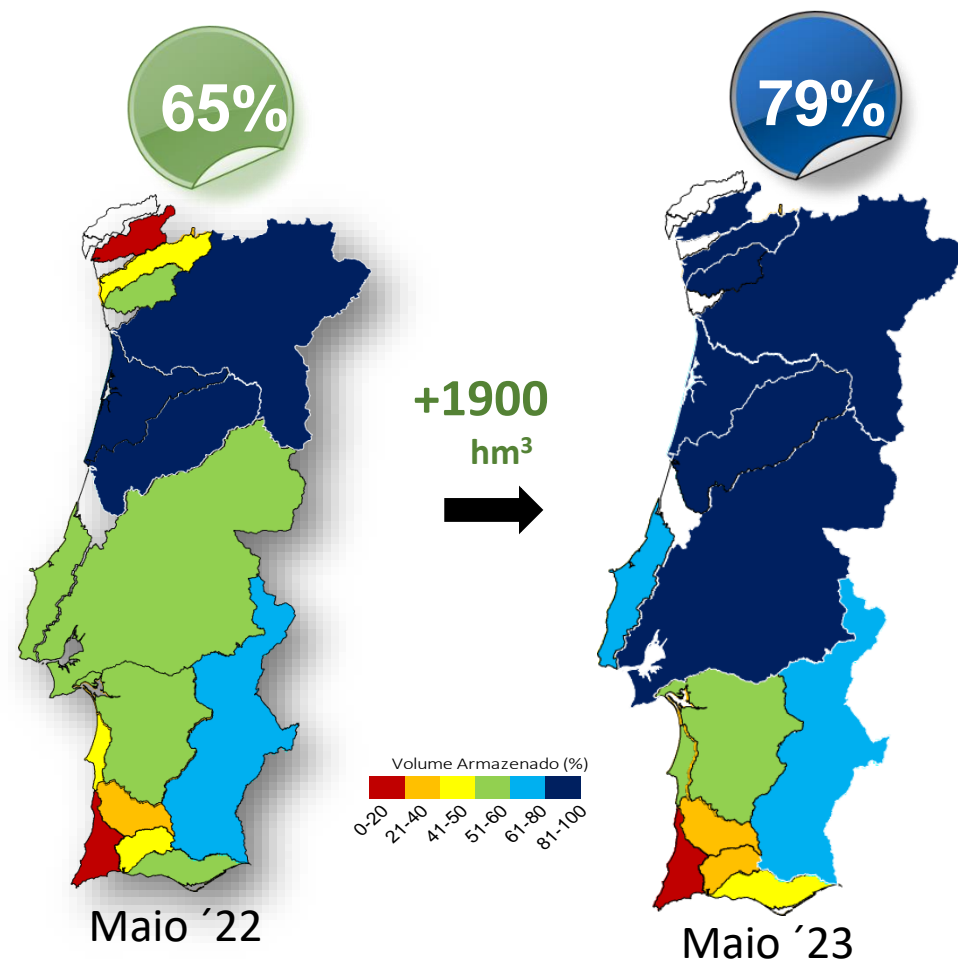 65%
79%
+1900
hm³
Volume Armazenado (%)
0-20
21-40
41-50
51-60
61-80
81-100
Maio ´22
Maio ´23